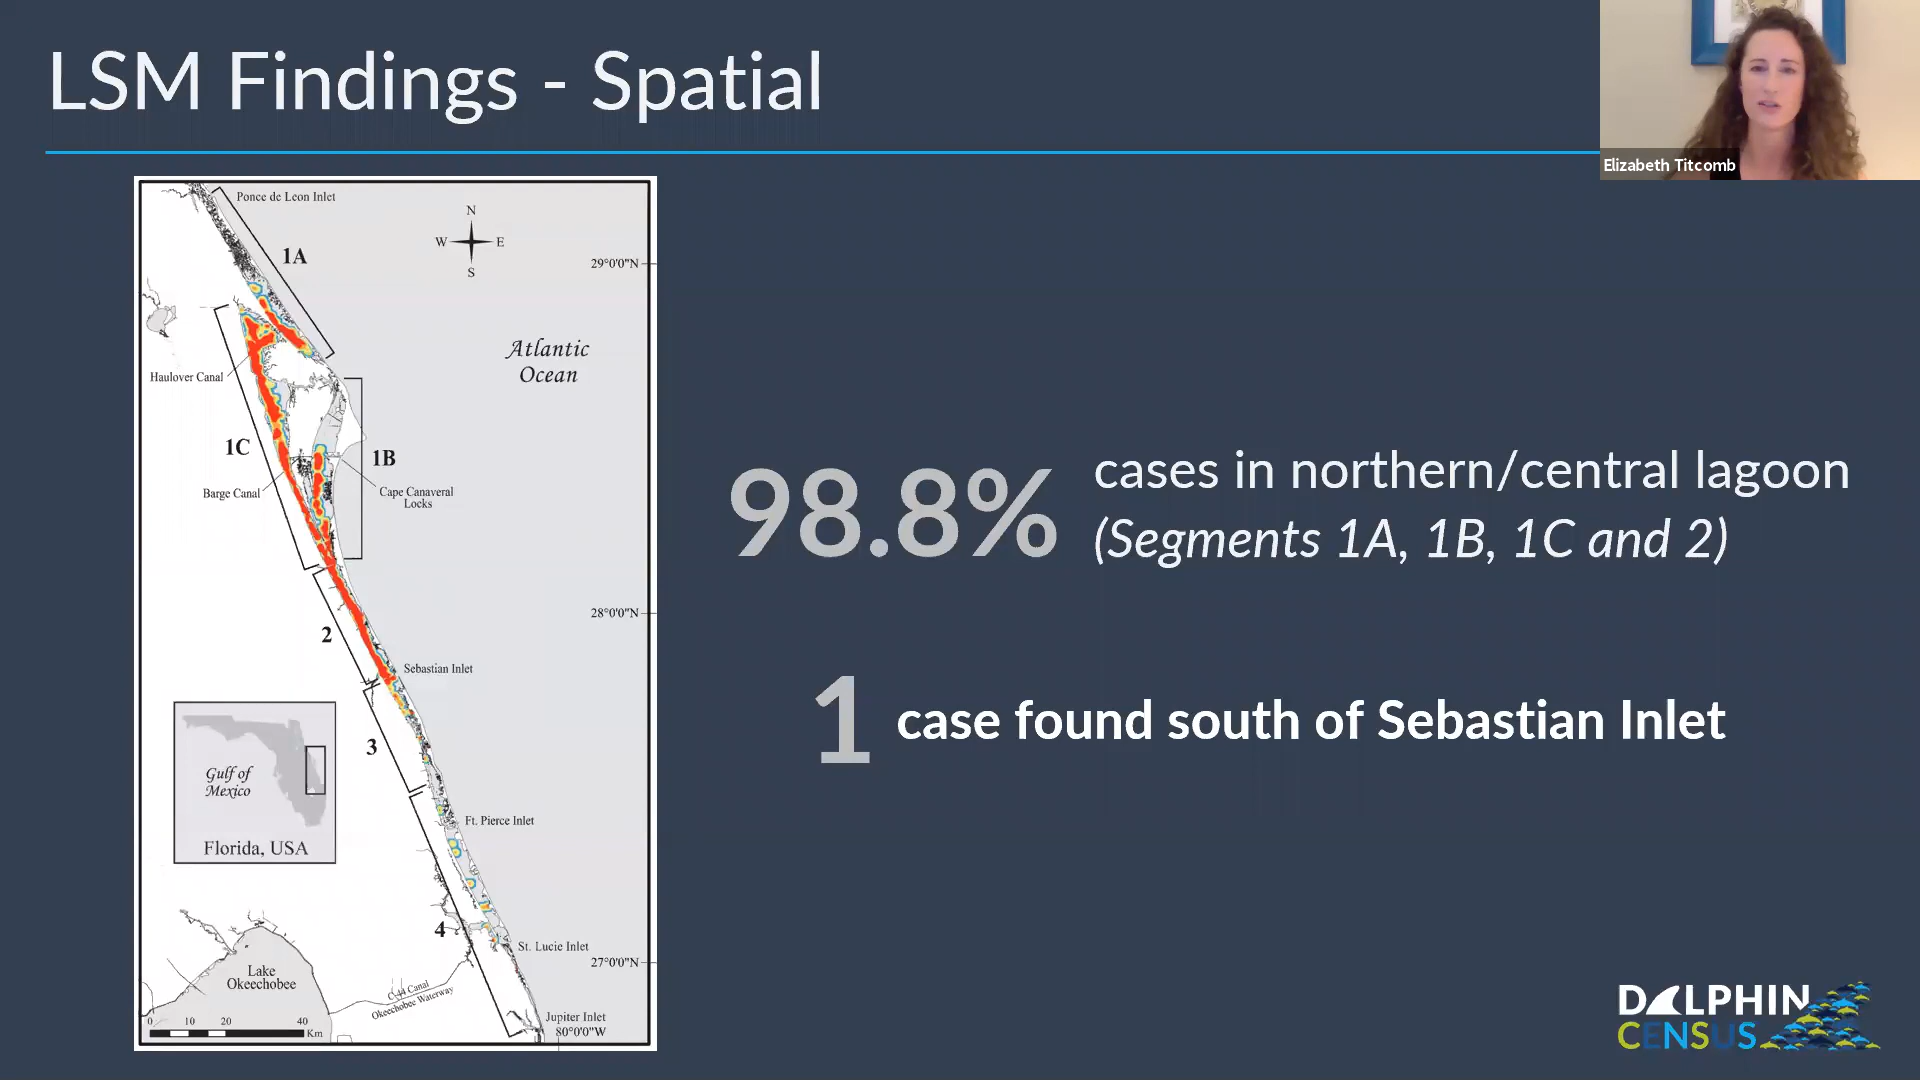 LSM Findings - Spatial
Elizabeth Titcomb
Ponce de Leon Inlet
N
W E
S
1A
29°0'0"N
Atlantic
Ocean
Haulover Canal
1C
1B
Barge Canal
Cape Canaveral
Locks
28°0'0"N
2
Sebastian Inlet
3
Gulf of
Mexico
Florida, USA
Ft. Pierce Inlet
4
St. Lucie Inlet
27°0'0"N
Lake
Okeechobee
C-44 Canal
Okeechobee Waterway
Jupiter Inlet
80°0'0"W
0 10 20 40
Km
98.8%
cases in northern/central lagoon
(Segments 1A, 1B, 1C and 2)
1 case found south of Sebastian Inlet
DOLPHIN
CENSUS